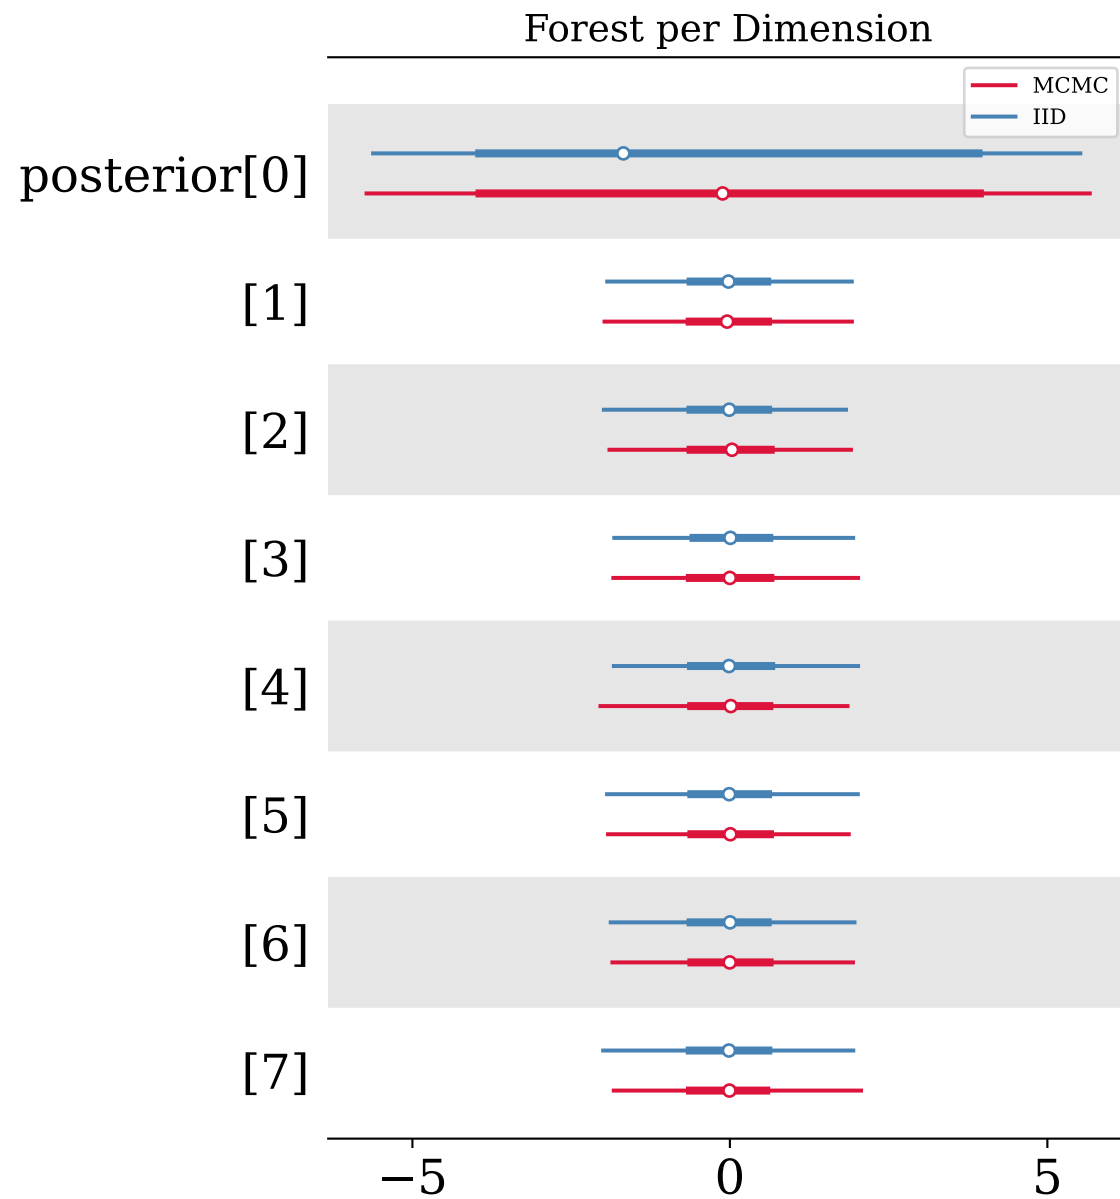 Forest per Dimension
MCMC
IID
posterior[0]
[1]
[2]
[3]
[4]
[5]
[6]
[7]
−5 0 5